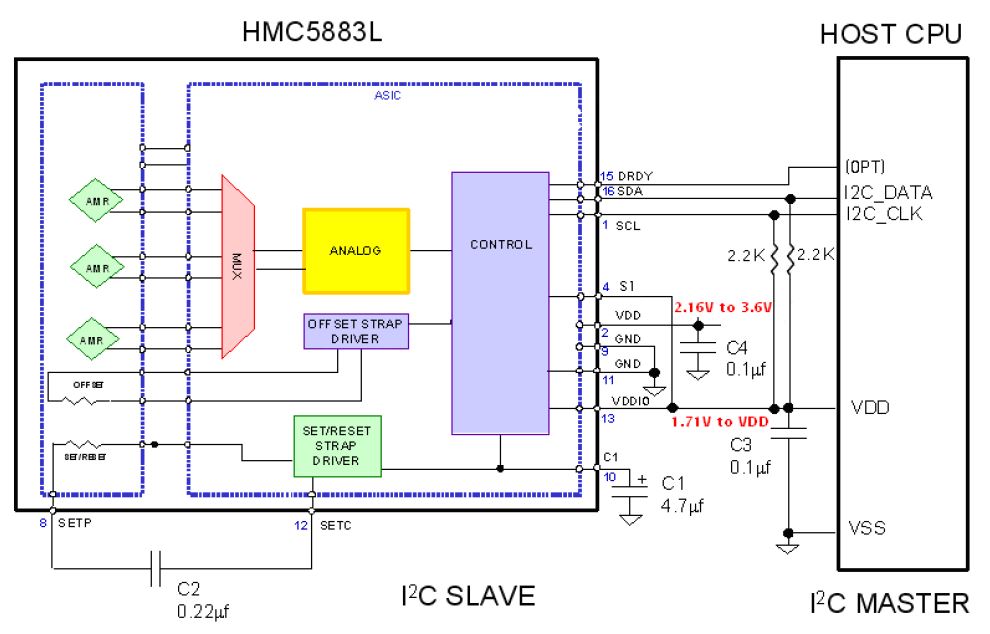 HMC5883L
HOST CPU
ASIC
15 DRDY
(OPT)
16 SDA
I2C_DATA
1 SCL
I2C_CLK
AMR
AMR
AMR
MUX
ANALOG
CONTROL
2.2K
2.2K
4 S1
2.16V to 3.6V
VDD
2
GND
9
C4
0.1µf
GND
11
OFFSET STRAP
DRIVER
OFFSET
VDDIO
13
1.71V to VDD
VDD
C3
0.1µf
SET/RESET
STRAP
DRIVER
SET/RESET
C1
10
+
C1
4.7µf
8 SETP
12 SETC
VSS
C2
0.22µf
I²C SLAVE
I²C MASTER